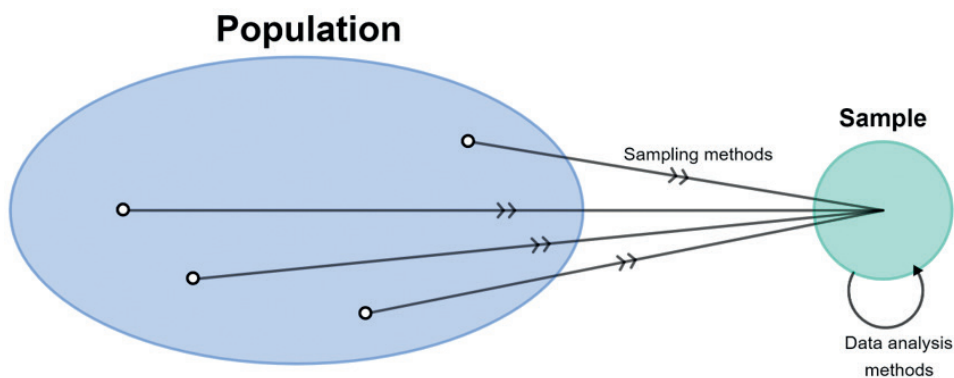 Population
Sample
Sampling methods
Data analysis
methods